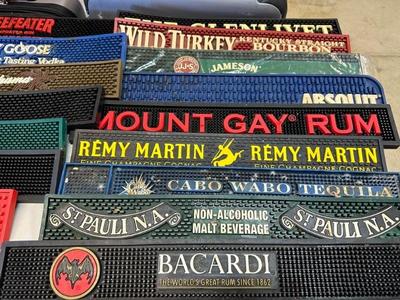 BEEFEATER
THE GLENLIVET
WILD TURKEY KENTUCKY STRAIGHT BOURBON
GOOSE
Tasting Vodka
J·J&S
JAMESON
ABSOLUT
MOUNT GAY RUM
RÉMY MARTIN RÉMY MARTIN
FINE CHAMPAGNE COGNAC FINE CHAMPAGNE COGNAC
CABO WABO TEQUILA
ST PAULI N.A. NON-ALCOHOLIC MALT BEVERAGE ST PAULI N.A.
BACARDI
THE WORLD'S GREAT RUM SINCE 1862